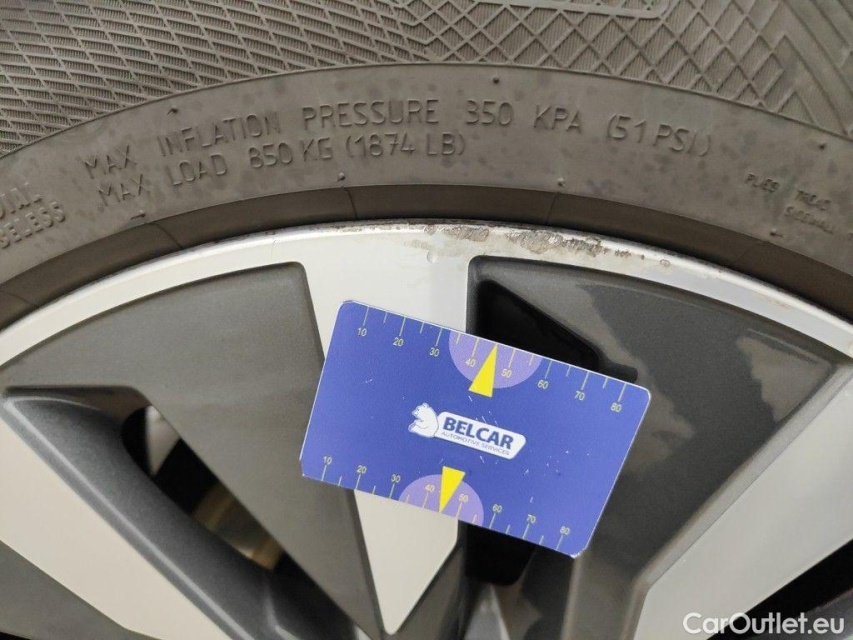 MAX INFLATION PRESSURE 350 KPA (51 PSI)
MAX LOAD 850 KG (1874 LB)
10 20 30 40 50 60 70 80
BELCAR
AUTOMOTIVE SERVICES
10 20 30 40 50 60 70 80
CarOutlet.eu